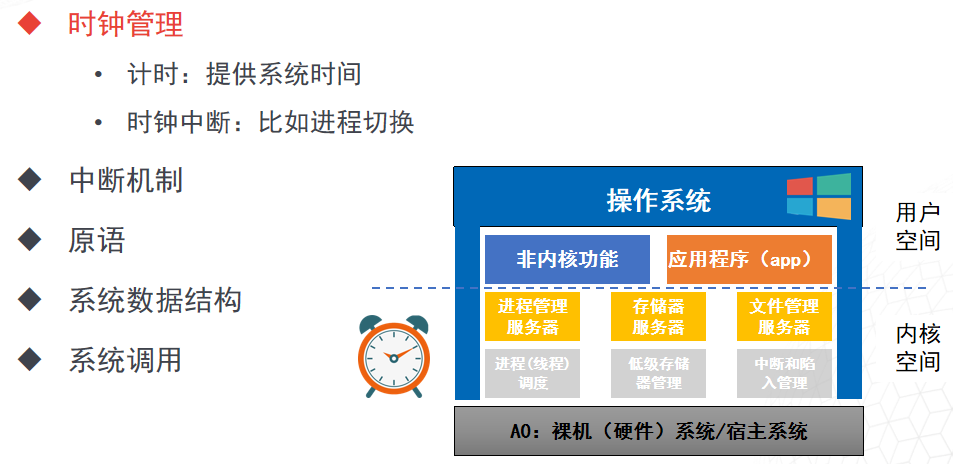 时钟管理
计时：提供系统时间
时钟中断：比如进程切换
中断机制
原语
系统数据结构
系统调用
操作系统
用户
空间
非内核功能
应用程序（app）
进程管理
服务器
存储器
服务器
文件管理
服务器
内核
空间
进程(线程)
调度
低级存储
器管理
中断和陷
入管理
A0：裸机（硬件）系统/宿主系统